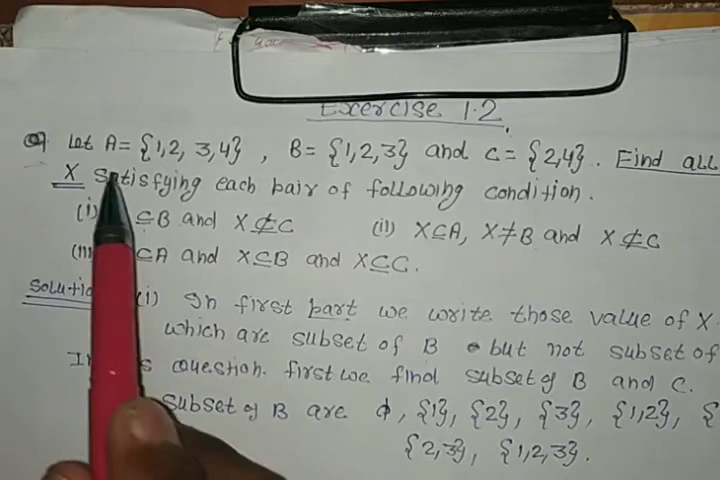 Exercise 1.2.
Let A = {1,2, 3,4} , B = {1,2,3} and C = {2,4} . Find all
X satisfying each pair of following condition.
(i) ⊆B and X ⊈ C (ii) X⊆A, X≠B and X ⊈ C
⊆A and X⊆B and X⊆C.
(i) In first part we write those value of X.
which are subset of B but not subset of
question. first we find subset of B and C.
subset of B are φ, {1}, {2}, {3}, {1,2}, {
{2,3}, {1,2,3}.